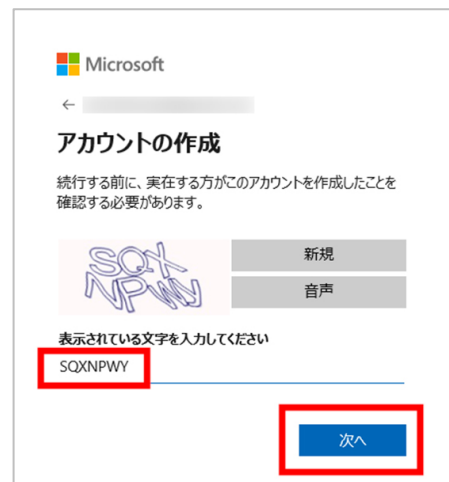 Microsoft
←
アカウントの作成
続行する前に、実在する方がこのアカウントを作成したことを
確認する必要があります。
SQX
NPWY
新規
音声
表示されている文字を入力してください
SQXNPWY
次へ